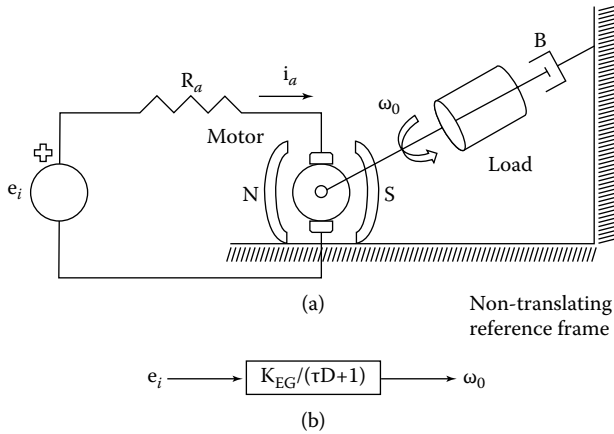 B
R_a
i_a
ω_0
Motor
Load
e_i
N
S
(a)
Non-translating
reference frame
e_i
K_EG/(τD+1)
ω_0
(b)